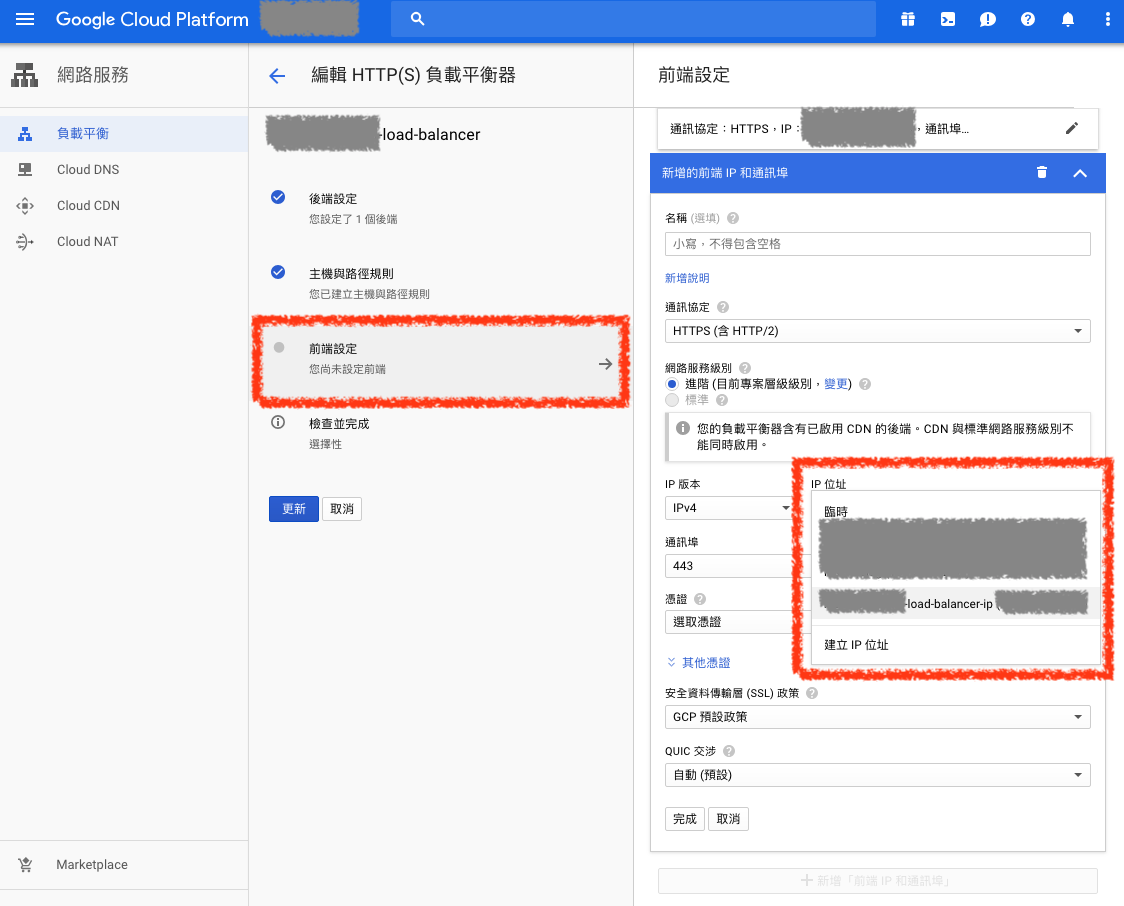 Google Cloud Platform
網路服務
負載平衡
Cloud DNS
Cloud CDN
Cloud NAT
Marketplace
編輯 HTTP(S) 負載平衡器
-load-balancer
後端設定
您設定了 1 個後端
主機與路徑規則
您已建立主機與路徑規則
前端設定
您尚未設定前端
檢查並完成
選擇性
更新 取消
前端設定
通訊協定：HTTPS，IP： ，通訊埠…
新增的前端 IP 和通訊埠
名稱 (選填)
小寫，不得包含空格
新增說明
通訊協定
HTTPS (含 HTTP/2)
網路服務級別
進階 (目前專案層級級別，變更)
標準
您的負載平衡器含有已啟用 CDN 的後端。CDN 與標準網路服務級別不
能同時啟用。
IP 版本
IPv4
IP 位址
臨時
-load-balancer-ip (
建立 IP 位址
通訊埠
443
憑證
選取憑證
其他憑證
安全資料傳輸層 (SSL) 政策
GCP 預設政策
QUIC 交涉
自動 (預設)
完成 取消
新增「前端 IP 和通訊埠」